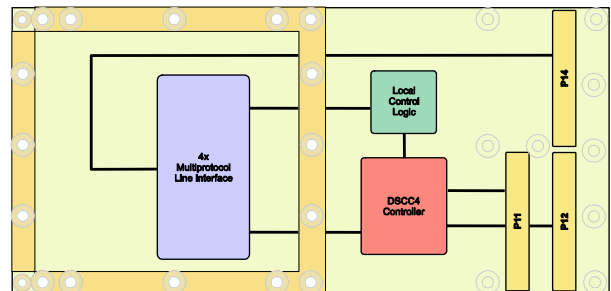 P14
Local
Control
Logic
4x
Multiprotocol
Line Interface
DSCC4
Controller
P11
P12